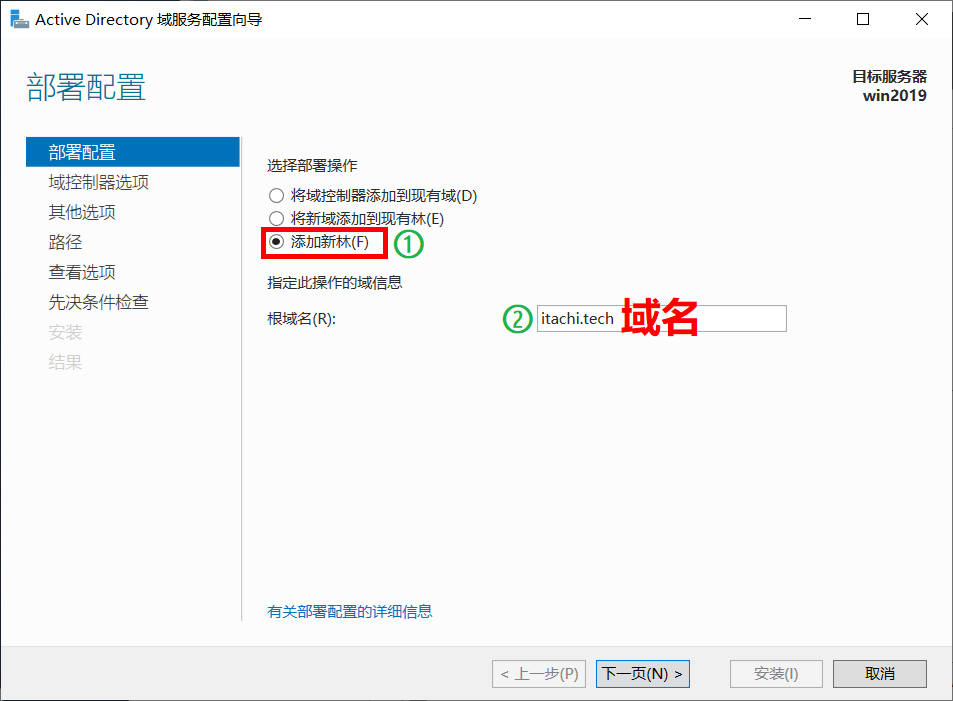 Active Directory 域服务配置向导
部署配置
目标服务器
win2019
部署配置
域控制器选项
其他选项
路径
查看选项
先决条件检查
安装
结果
选择部署操作
将域控制器添加到现有域(D)
将新域添加到现有林(E)
添加新林(F) ①
指定此操作的域信息
根域名(R): ② itachi.tech 域名
有关部署配置的详细信息
< 上一步(P) 下一页(N) > 安装(I) 取消